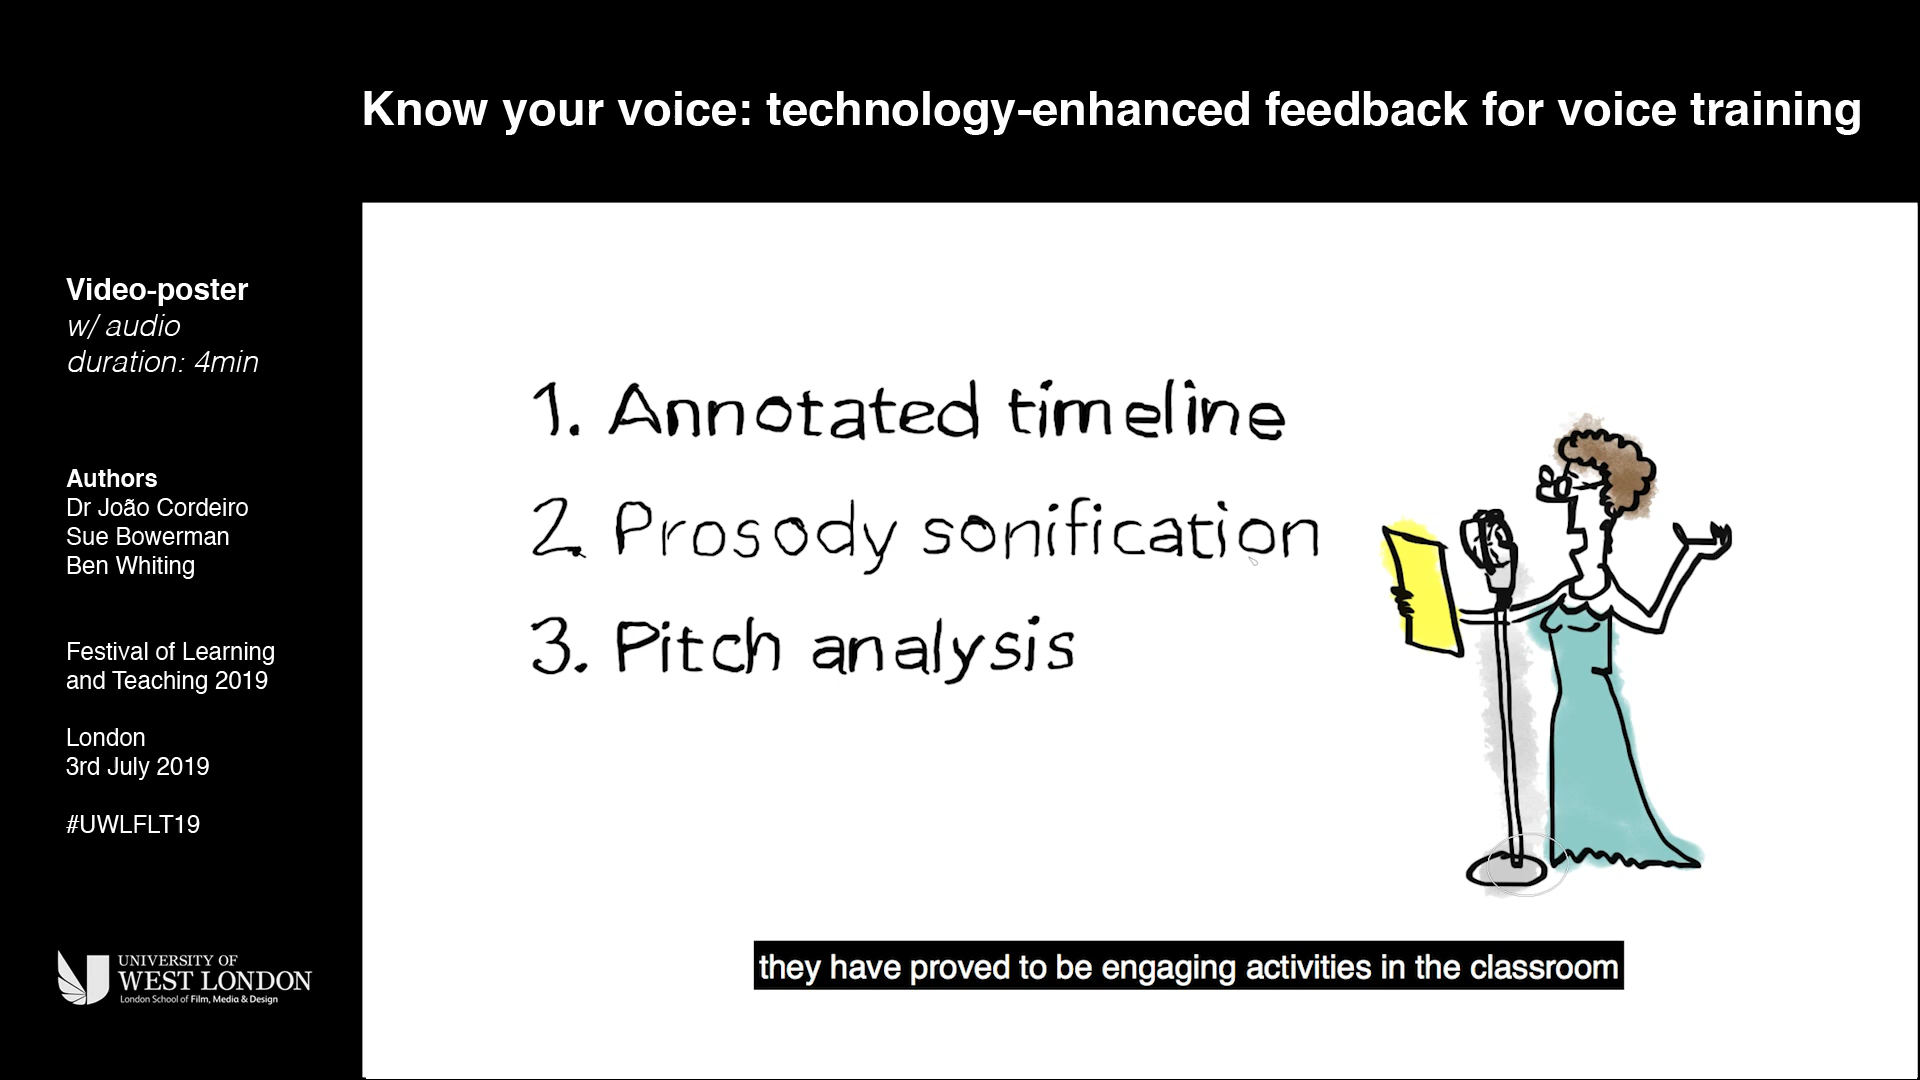 Know your voice: technology-enhanced feedback for voice training
Video-poster
w/ audio
duration: 4min
Authors
Dr João Cordeiro
Sue Bowerman
Ben Whiting
Festival of Learning
and Teaching 2019
London
3rd July 2019
#UWLFLT19
UNIVERSITY OF
WEST LONDON
London School of Film, Media & Design
1. Annotated timeline
2. Prosody sonification
3. Pitch analysis
they have proved to be engaging activities in the classroom